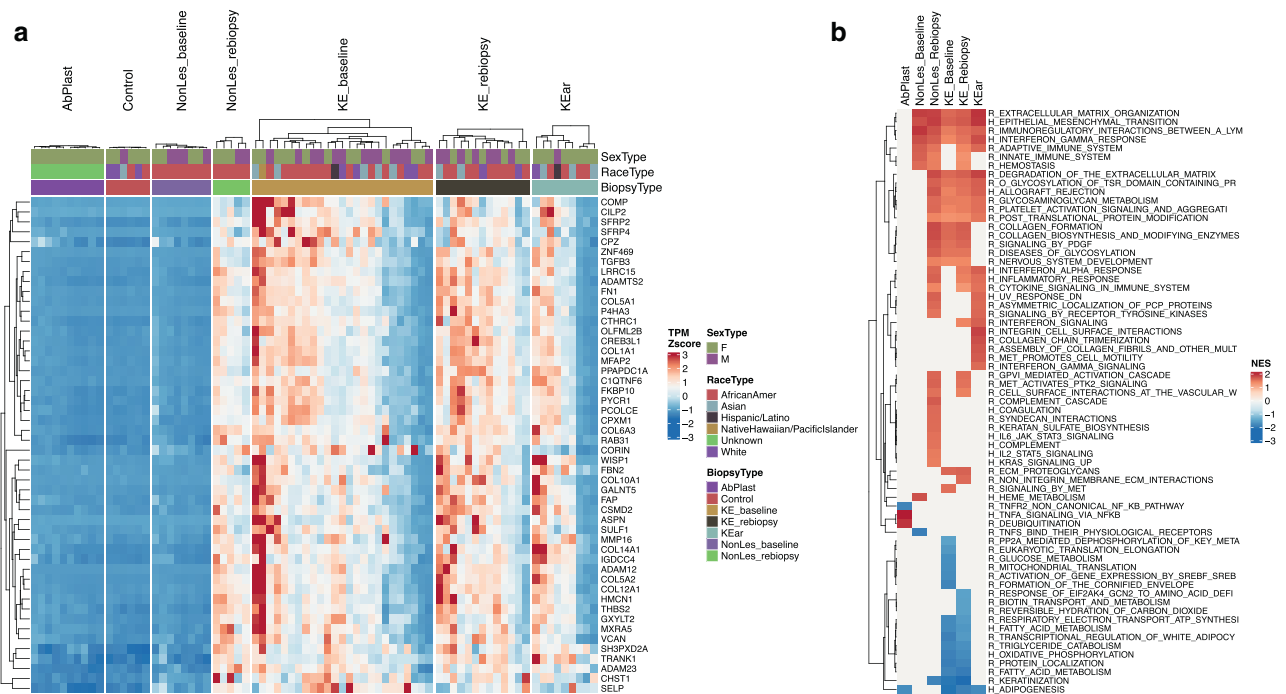 a
AbPlast
Control
NonLes_baseline
NonLes_rebiopsy
KE_baseline
KE_rebiopsy
KEar
SexType
RaceType
BiopsyType
COMP
CILP2
SFRP2
SFRP4
CPZ
ZNF469
TGFB3
LRRC15
ADAMTS2
FN1
COL5A1
P4HA3
CTHRC1
OLFML2B
CREB3L1
COL1A1
MFAP2
PPAPDC1A
C1QTNF6
FKBP10
PYCR1
PCOLCE
CPXM1
COL6A3
RAB31
CORIN
WISP1
FBN2
COL10A1
GALNT5
FAP
CSMD2
ASPN
SULF1
MMP16
COL14A1
IGDCC4
ADAM12
COL5A2
COL12A1
HMCN1
THBS2
GXYLT2
MXRA5
VCAN
SH3PXD2A
TRANK1
ADAM23
CHST1
SELP
TPM
Zscore
3
2
1
0
−1
−2
−3
SexType
F
M
RaceType
AfricanAmer
Asian
Hispanic/Latino
NativeHawaiian/PacificIslander
Unknown
White
BiopsyType
AbPlast
Control
KE_baseline
KE_rebiopsy
KEar
NonLes_baseline
NonLes_rebiopsy
b
AbPlast
NonLes_Baseline
NonLes_Rebiopsy
KE_Baseline
KE_Rebiopsy
KEar
R_EXTRACELLULAR_MATRIX_ORGANIZATION
H_EPITHELIAL_MESENCHYMAL_TRANSITION
R_IMMUNOREGULATORY_INTERACTIONS_BETWEEN_A_LYM
H_INTERFERON_GAMMA_RESPONSE
R_ADAPTIVE_IMMUNE_SYSTEM
R_INNATE_IMMUNE_SYSTEM
R_HEMOSTASIS
R_DEGRADATION_OF_THE_EXTRACELLULAR_MATRIX
R_O_GLYCOSYLATION_OF_TSR_DOMAIN_CONTAINING_PR
H_ALLOGRAFT_REJECTION
R_GLYCOSAMINOGLYCAN_METABOLISM
R_PLATELET_ACTIVATION_SIGNALING_AND_AGGREGATI
R_POST_TRANSLATIONAL_PROTEIN_MODIFICATION
R_COLLAGEN_FORMATION
R_COLLAGEN_BIOSYNTHESIS_AND_MODIFYING_ENZYMES
R_SIGNALING_BY_PDGF
R_DISEASES_OF_GLYCOSYLATION
R_NERVOUS_SYSTEM_DEVELOPMENT
H_INTERFERON_ALPHA_RESPONSE
H_INFLAMMATORY_RESPONSE
R_CYTOKINE_SIGNALING_IN_IMMUNE_SYSTEM
H_UV_RESPONSE_DN
R_ASYMMETRIC_LOCALIZATION_OF_PCP_PROTEINS
R_SIGNALING_BY_RECEPTOR_TYROSINE_KINASES
R_INTERFERON_SIGNALING
R_INTEGRIN_CELL_SURFACE_INTERACTIONS
R_COLLAGEN_CHAIN_TRIMERIZATION
R_ASSEMBLY_OF_COLLAGEN_FIBRILS_AND_OTHER_MULT
R_MET_PROMOTES_CELL_MOTILITY
R_INTERFERON_GAMMA_SIGNALING
R_GPVI_MEDIATED_ACTIVATION_CASCADE
R_MET_ACTIVATES_PTK2_SIGNALING
R_CELL_SURFACE_INTERACTIONS_AT_THE_VASCULAR_W
R_COMPLEMENT_CASCADE
H_COAGULATION
R_SYNDECAN_INTERACTIONS
R_KERATAN_SULFATE_BIOSYNTHESIS
H_IL6_JAK_STAT3_SIGNALING
H_COMPLEMENT
H_IL2_STAT5_SIGNALING
H_KRAS_SIGNALING_UP
R_ECM_PROTEOGLYCANS
R_NON_INTEGRIN_MEMBRANE_ECM_INTERACTIONS
R_SIGNALING_BY_MET
H_HEME_METABOLISM
R_TNFR2_NON_CANONICAL_NF_KB_PATHWAY
H_TNFA_SIGNALING_VIA_NFKB
R_DEUBIQUITINATION
R_TNFS_BIND_THEIR_PHYSIOLOGICAL_RECEPTORS
R_PP2A_MEDIATED_DEPHOSPHORYLATION_OF_KEY_META
R_EUKARYOTIC_TRANSLATION_ELONGATION
R_GLUCOSE_METABOLISM
R_MITOCHONDRIAL_TRANSLATION
R_ACTIVATION_OF_GENE_EXPRESSION_BY_SREBF_SREB
R_FORMATION_OF_THE_CORNIFIED_ENVELOPE
R_RESPONSE_OF_EIF2AK4_GCN2_TO_AMINO_ACID_DEFI
R_BIOTIN_TRANSPORT_AND_METABOLISM
R_REVERSIBLE_HYDRATION_OF_CARBON_DIOXIDE
R_RESPIRATORY_ELECTRON_TRANSPORT_ATP_SYNTHESI
H_FATTY_ACID_METABOLISM
R_TRANSCRIPTIONAL_REGULATION_OF_WHITE_ADIPOCY
R_TRIGLYCERIDE_CATABOLISM
H_OXIDATIVE_PHOSPHORYLATION
R_PROTEIN_LOCALIZATION
R_FATTY_ACID_METABOLISM
R_KERATINIZATION
H_ADIPOGENESIS
NES
2
1
0
−1
−2
−3